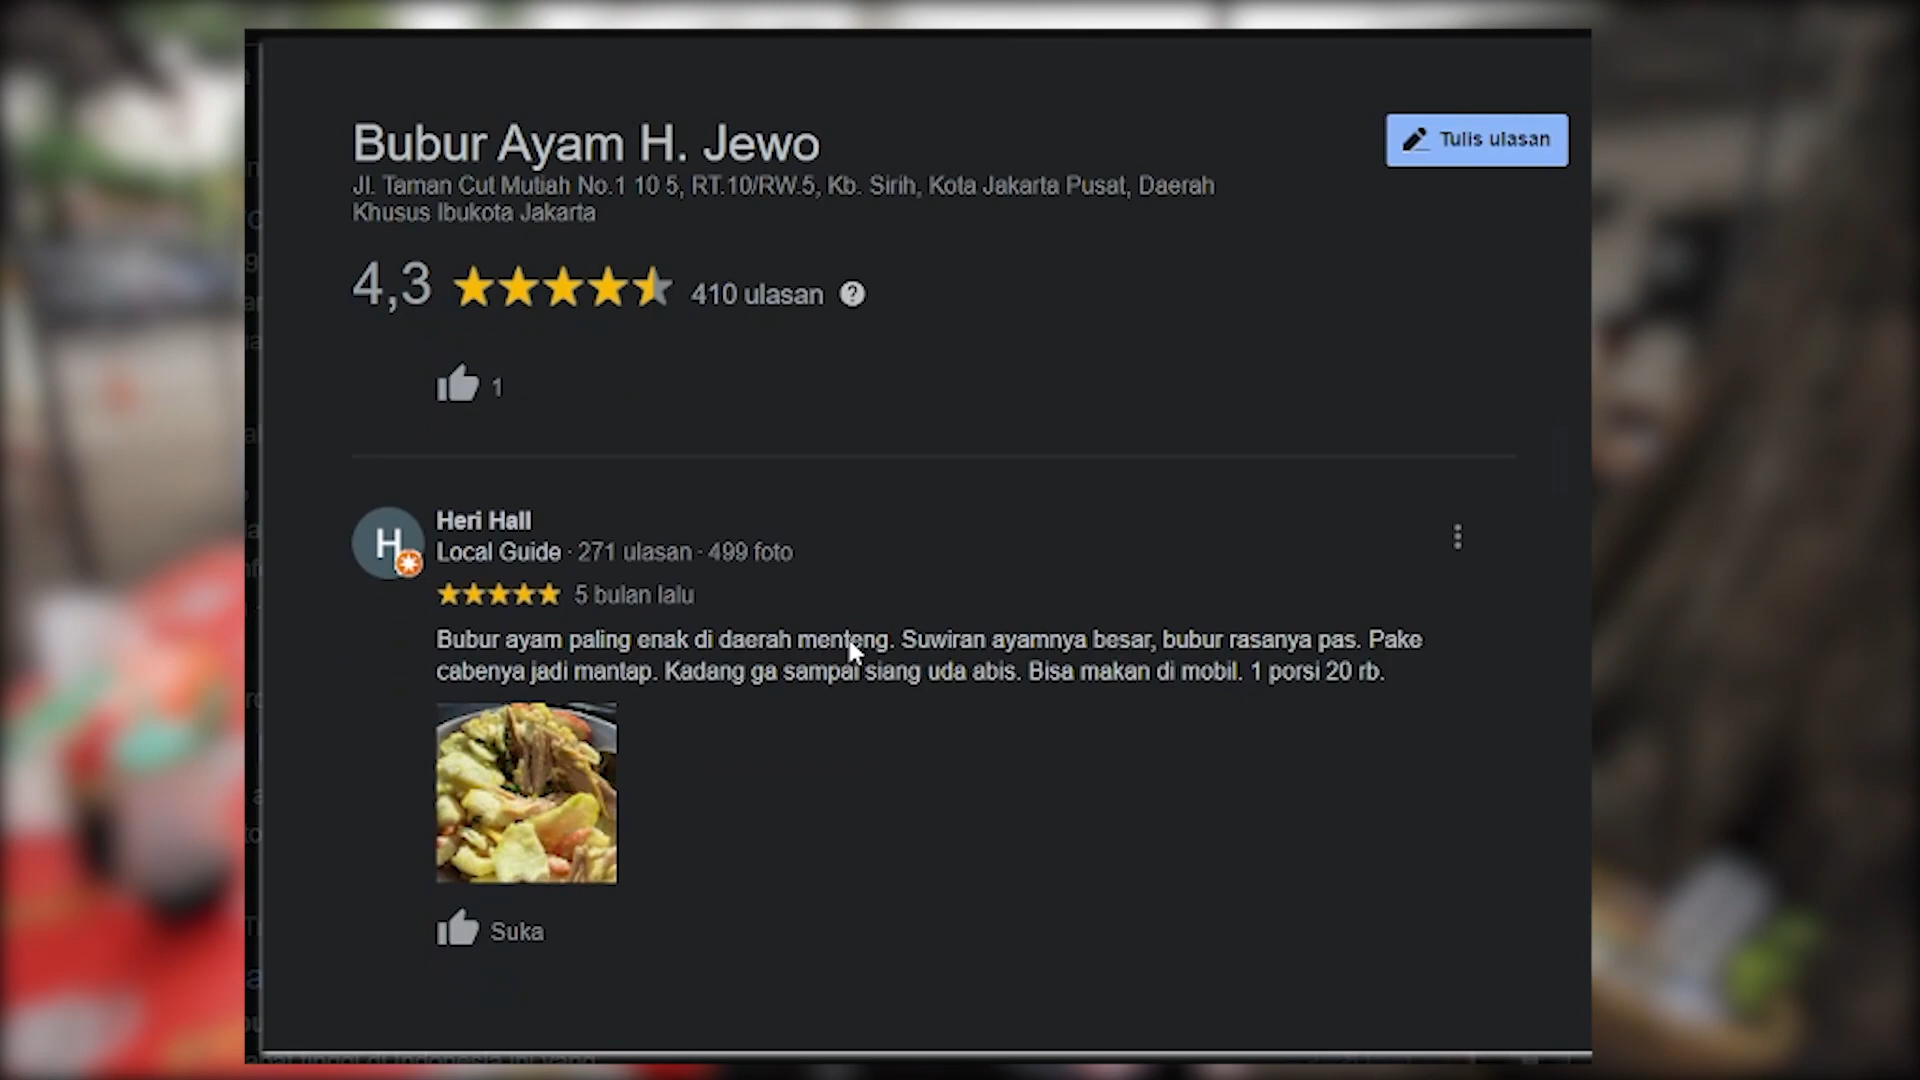 Bubur Ayam H. Jewo
Tulis ulasan
Jl. Taman Cut Mutiah No.1 10 5, RT.10/RW.5, Kb. Sirih, Kota Jakarta Pusat, Daerah
Khusus Ibukota Jakarta
4,3
410 ulasan
1
H
Heri Hall
Local Guide · 271 ulasan · 499 foto
5 bulan lalu
Bubur ayam paling enak di daerah menteng. Suwiran ayamnya besar, bubur rasanya pas. Pake
cabenya jadi mantap. Kadang ga sampai siang uda abis. Bisa makan di mobil. 1 porsi 20 rb.
Suka